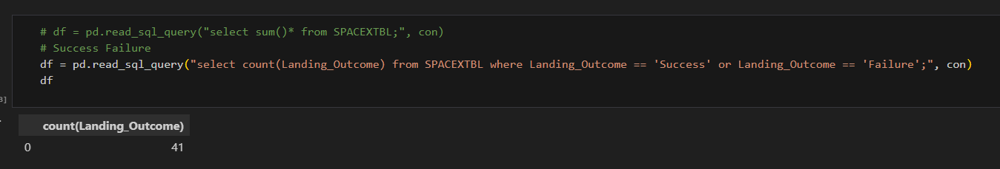 # df = pd.read_sql_query("select sum()* from SPACEXTBL;", con)
# Success Failure
df = pd.read_sql_query("select count(Landing_Outcome) from SPACEXTBL where Landing_Outcome == 'Success' or Landing_Outcome == 'Failure';", con)
df
3]
count(Landing_Outcome)
0 41